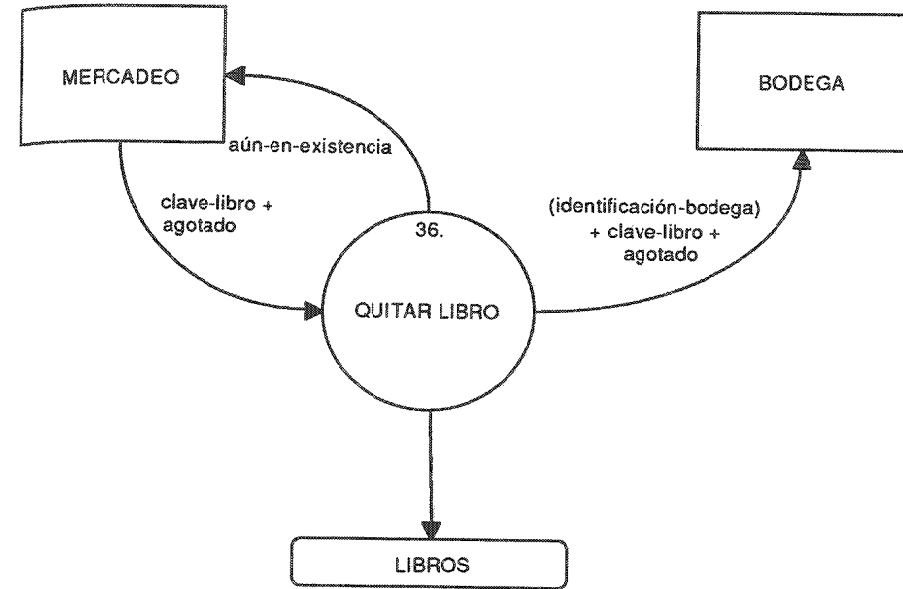 MERCADEO
BODEGA
aún-en-existencia
clave-libro +
agotado
(identificación-bodega)
+ clave-libro +
agotado
36.
QUITAR LIBRO
LIBROS